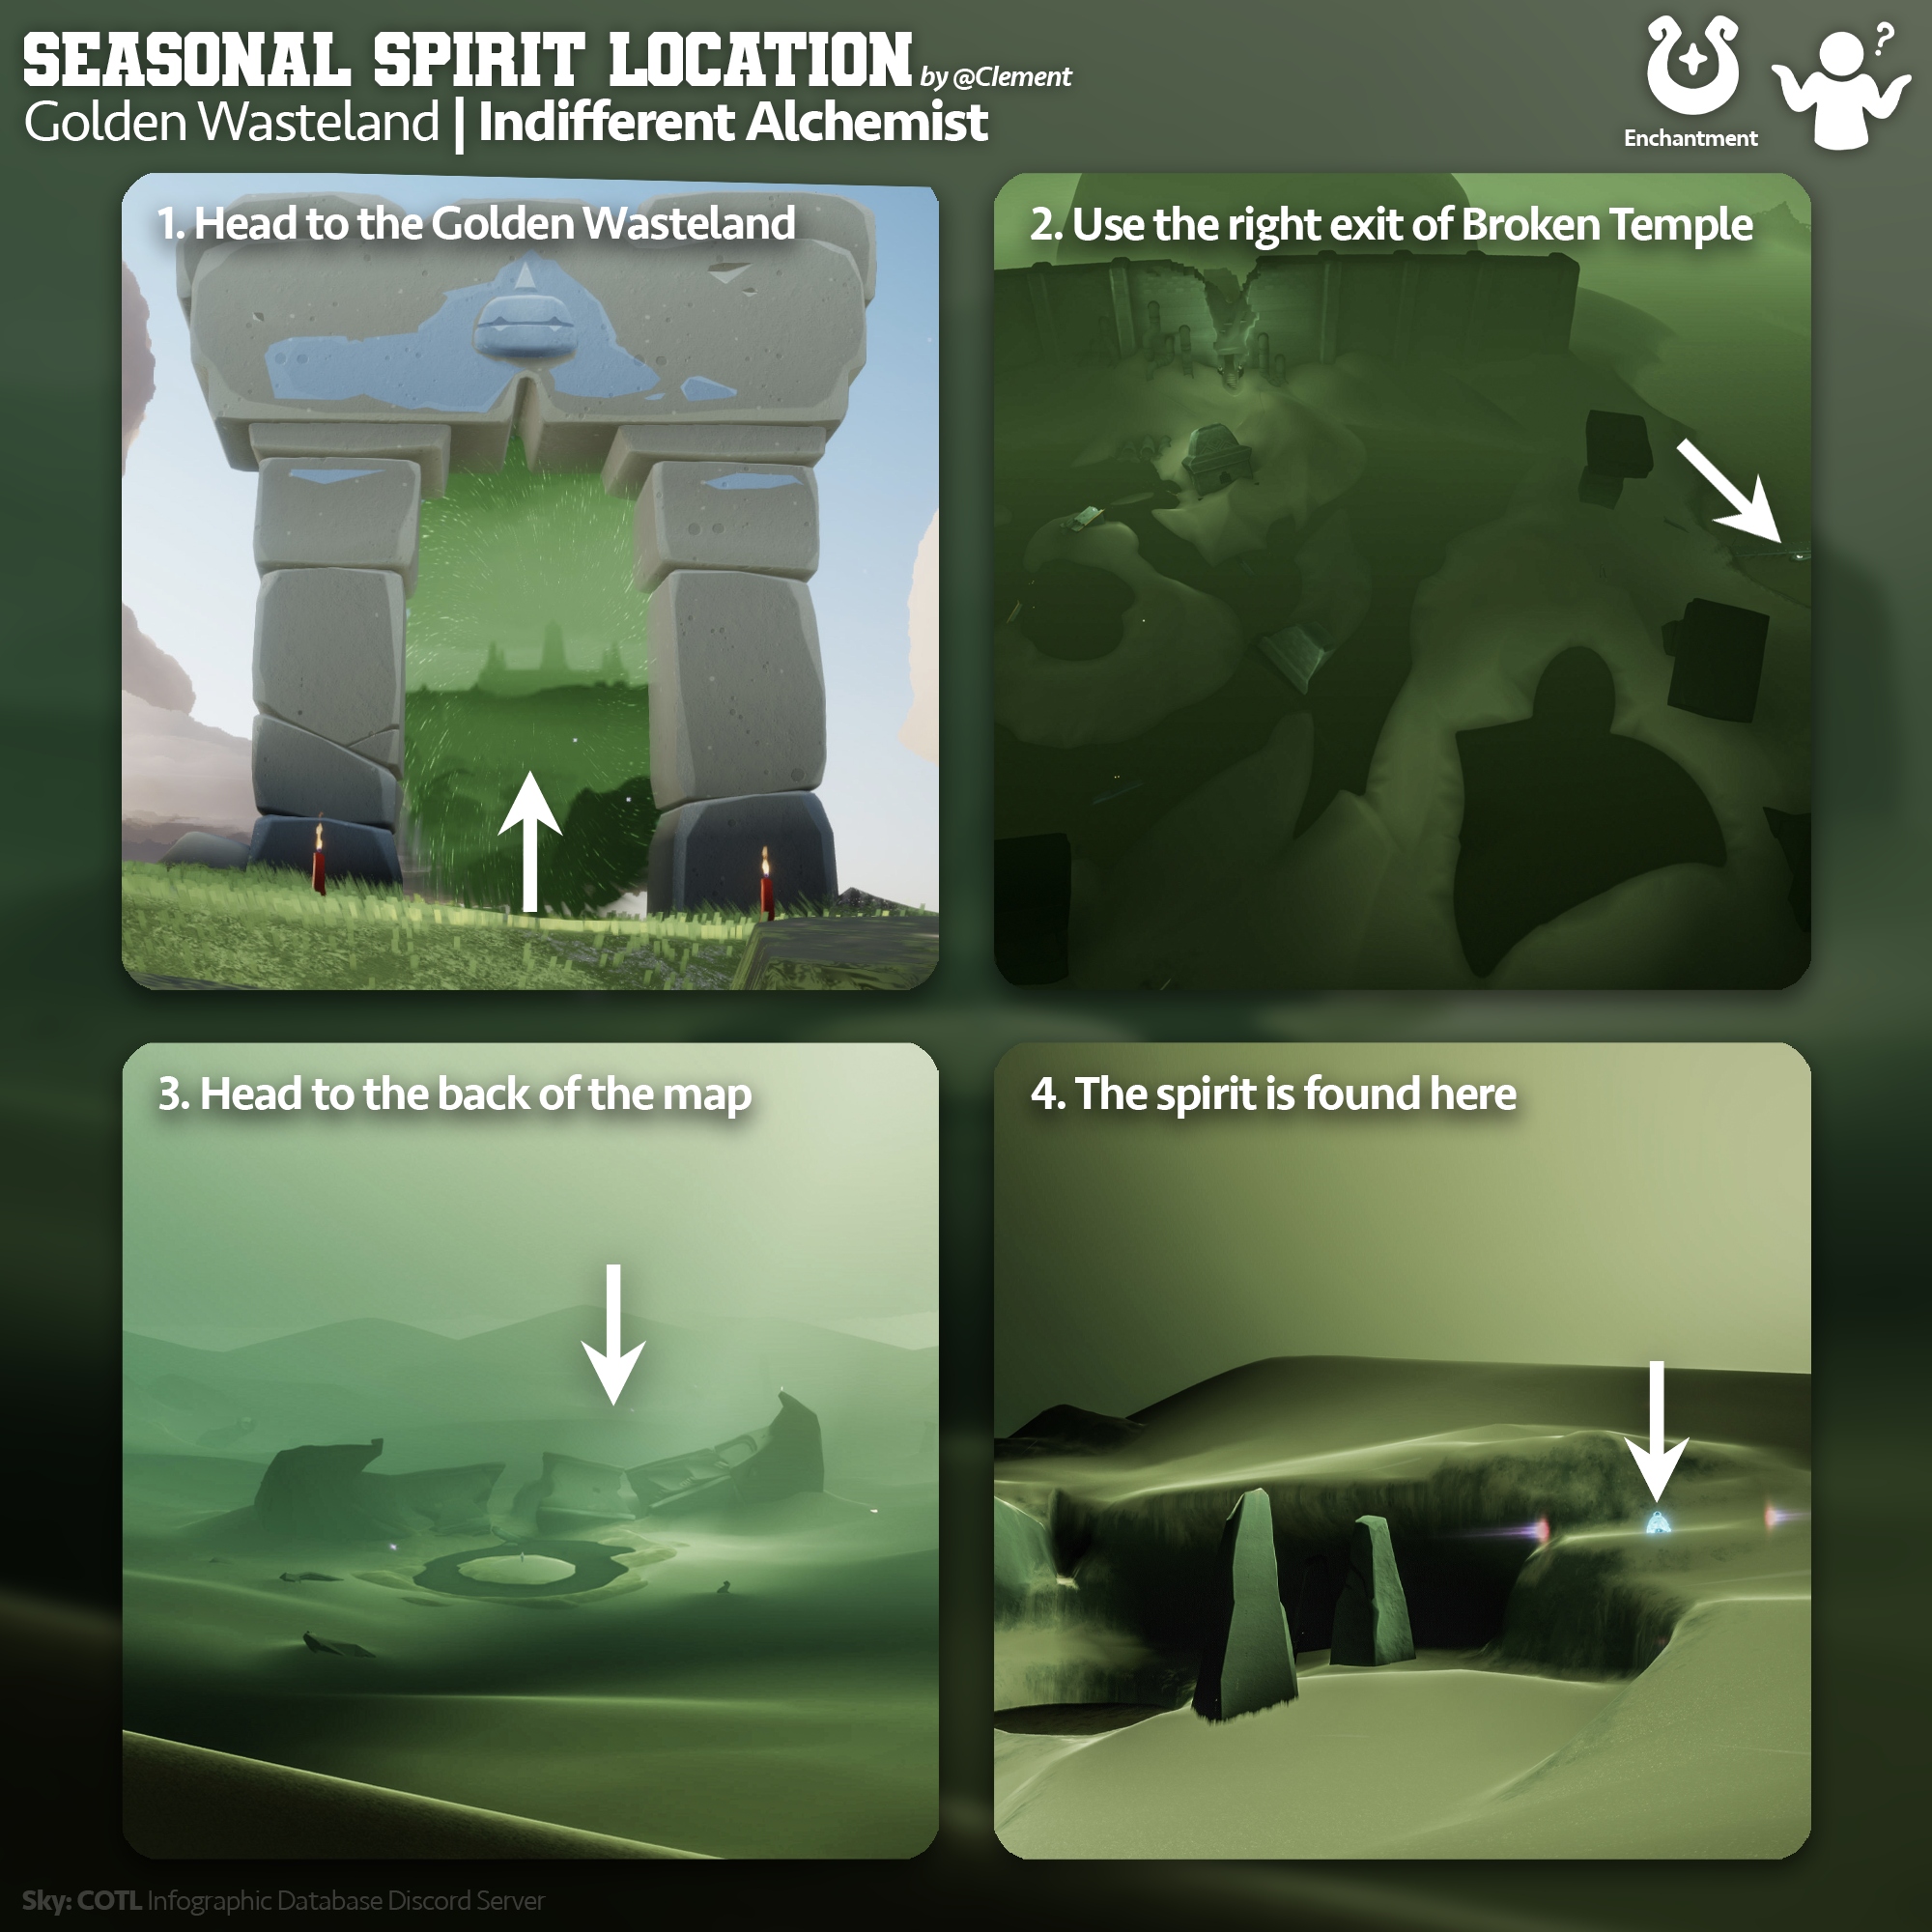 SEASONAL SPIRIT LOCATION by @Clement
Golden Wasteland | Indifferent Alchemist
?
Enchantment
1. Head to the Golden Wasteland
2. Use the right exit of Broken Temple
3. Head to the back of the map
4. The spirit is found here
Sky: COTL Infographic Database Discord Server